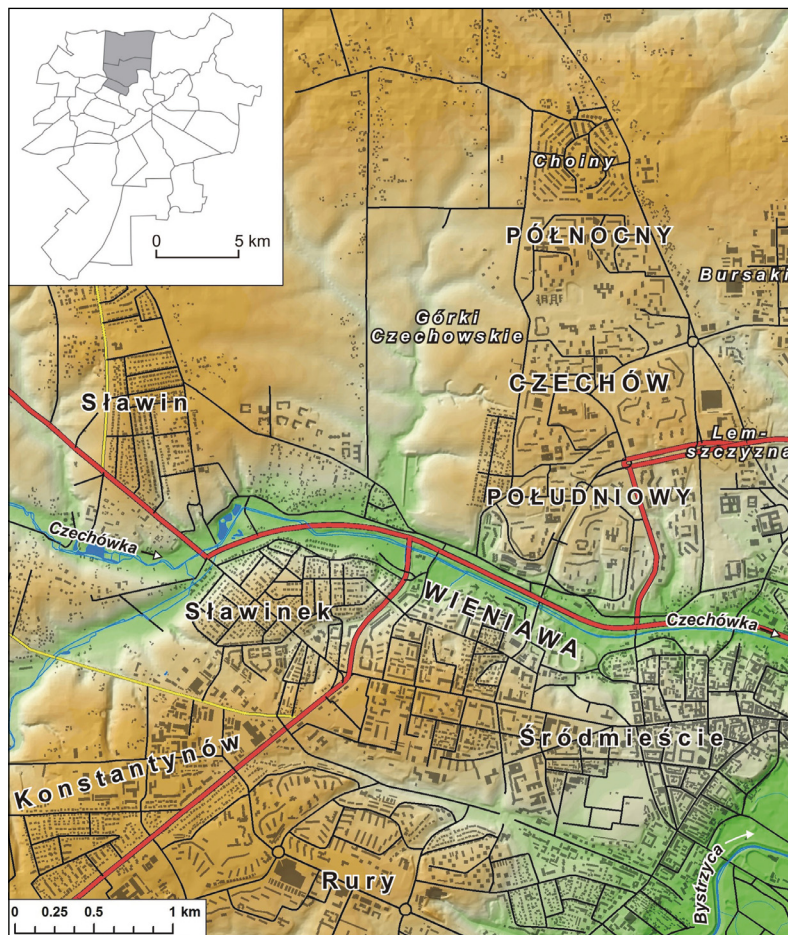 0 5 km
Choiny
PÓŁNOCNY
Bursaki
Górki
Czechowskie
CZECHÓW
Sławin
Lem-
szczyzna
POŁUDNIOWY
Czechówka
WIENIAWA
Sławinek
Czechówka
Śródmieście
Konstantynów
Rury
Bystrzyca
0 0.25 0.5 1 km